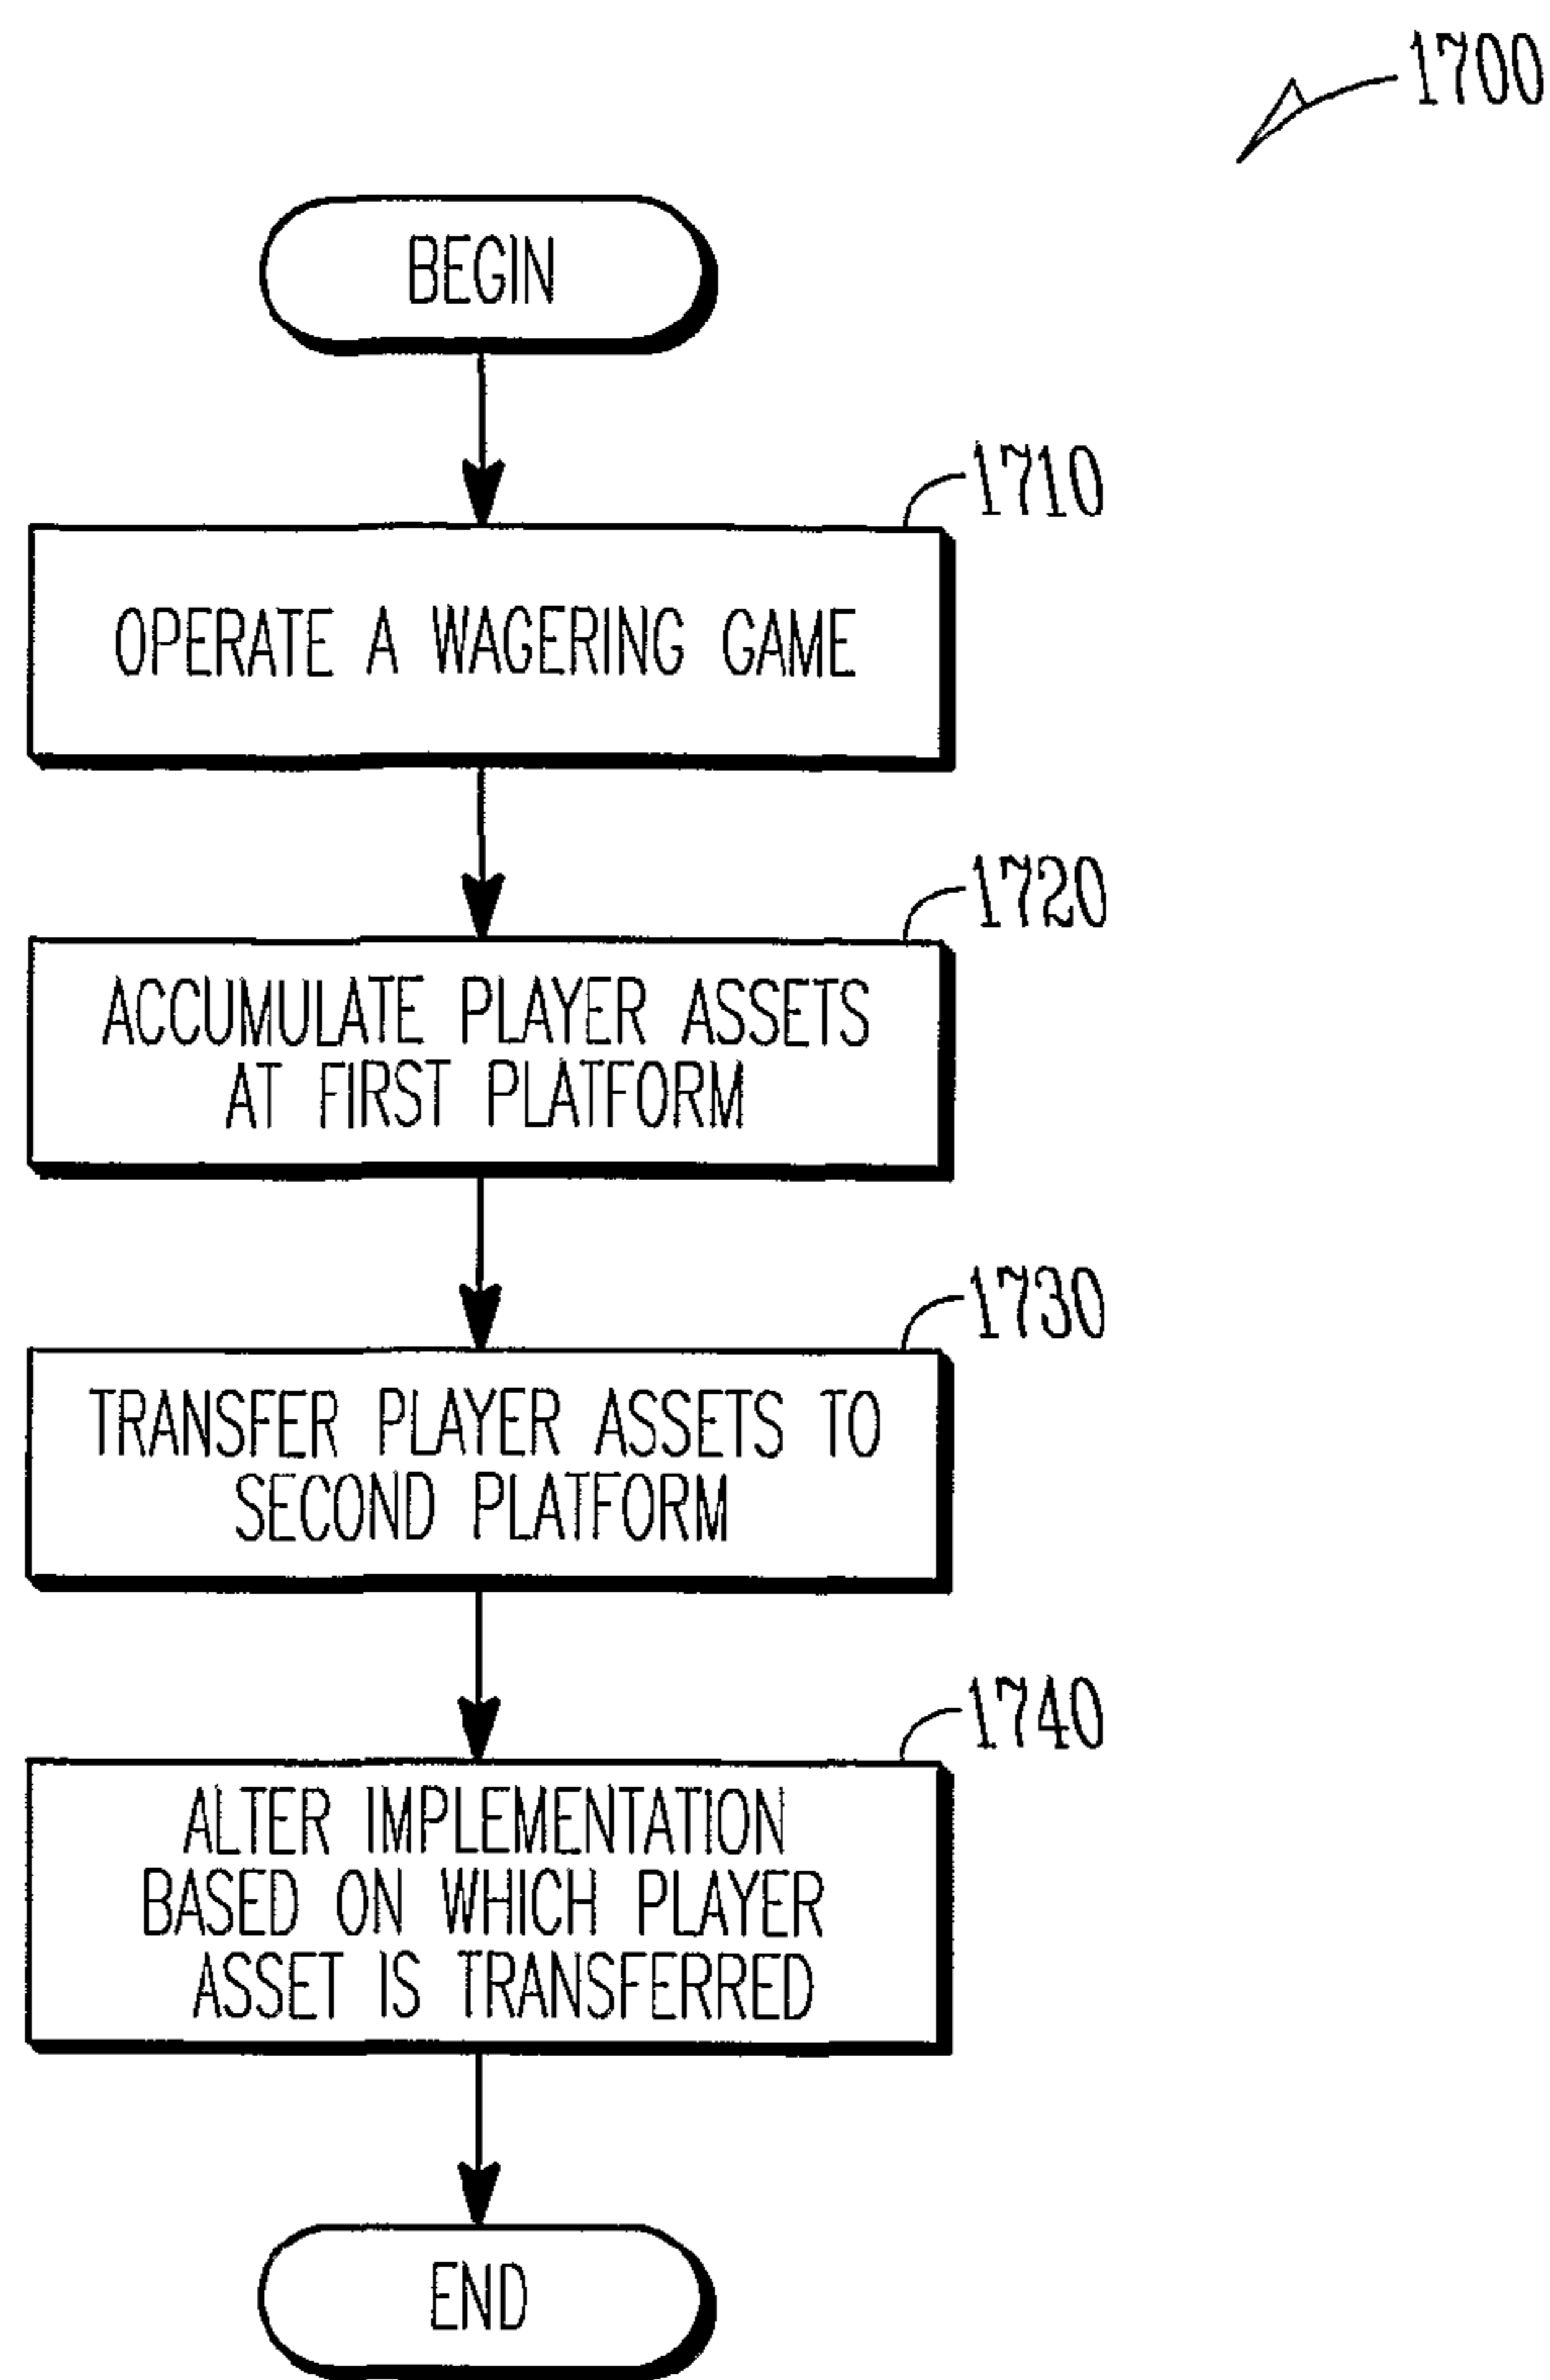 1700
BEGIN
1710
OPERATE A WAGERING GAME
1720
ACCUMULATE PLAYER ASSETS
AT FIRST PLATFORM
1730
TRANSFER PLAYER ASSETS TO
SECOND PLATFORM
1740
ALTER IMPLEMENTATION
BASED ON WHICH PLAYER
ASSET IS TRANSFERRED
END